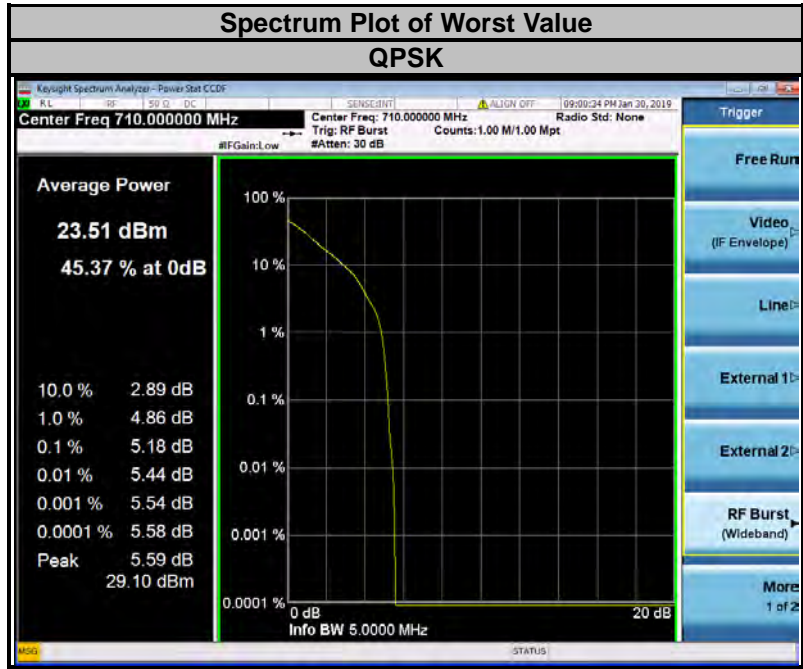 Spectrum Plot of Worst Value
QPSK
Keysight Spectrum Analyzer - Power Stat CCDF
LXI RL RF 50 Ω DC SENSE:INT ALIGN OFF 09:00:34 PM Jan 30, 2019
Center Freq 710.000000 MHz
Center Freq: 710.000000 MHz Radio Std: None
Trig: RF Burst Counts:1.00 M/1.00 Mpt
#IFGain:Low #Atten: 30 dB
Average Power
23.51 dBm
45.37 % at 0dB
10.0 % 2.89 dB
1.0 % 4.86 dB
0.1 % 5.18 dB
0.01 % 5.44 dB
0.001 % 5.54 dB
0.0001 % 5.58 dB
Peak 5.59 dB
29.10 dBm
100 %
10 %
1 %
0.1 %
0.01 %
0.001 %
0.0001 %
0 dB 20 dB
Info BW 5.0000 MHz
Trigger
Free Run
Video
(IF Envelope)
Line
External 1
External 2
RF Burst
(Wideband)
More
1 of 2
MSG STATUS